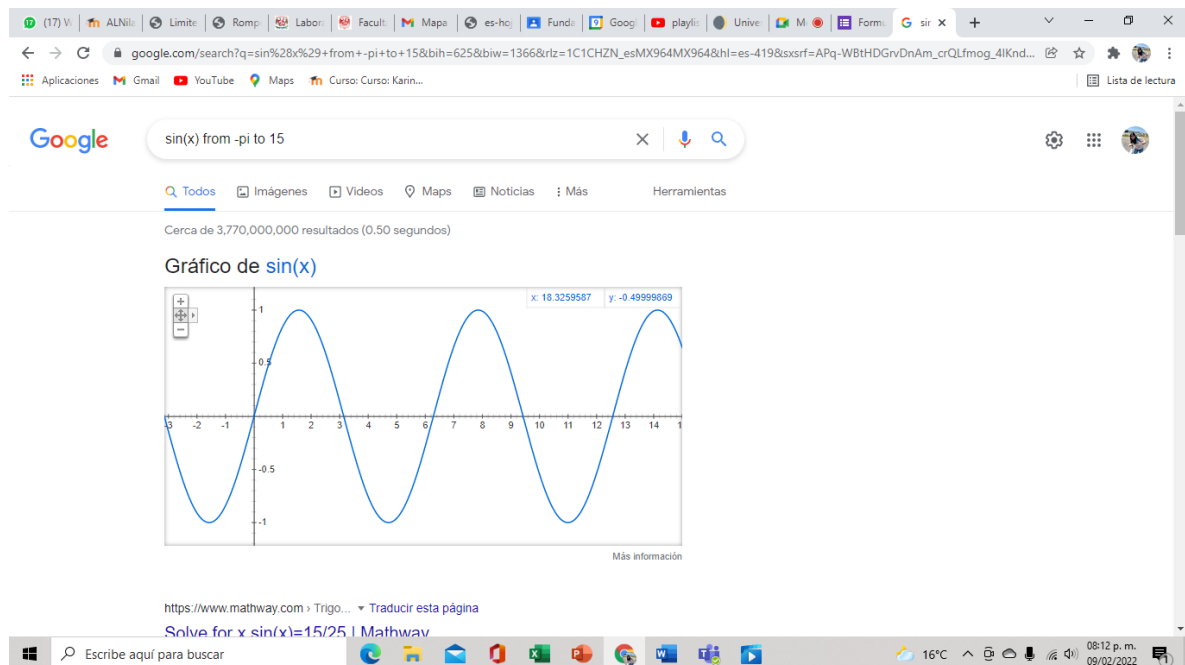 (17) W ALNila Limite Romp Labor Facult Mapa es-hoj Funda Googl playlis Unive M Formu sir
google.com/search?q=sin%28x%29+from+-pi+to+15&bih=625&biw=1366&rlz=1C1CHZN_esMX964MX964&hl=es-419&sxsrf=APq-WBtHDGrvDnAm_crQLfmog_4lKnd...
Aplicaciones Gmail YouTube Maps Curso: Curso: Karin... Lista de lectura
Google sin(x) from -pi to 15
Todos Imágenes Videos Maps Noticias Más Herramientas
Cerca de 3,770,000,000 resultados (0.50 segundos)
Gráfico de sin(x)
x: 18.3259587 y: -0.49999869
1
0.5
-3 -2 -1 1 2 3 4 5 6 7 8 9 10 11 12 13 14 1
-0.5
-1
Más información
https://www.mathway.com › Trigo... Traducir esta página
Solve for x sin(x)=15/25 | Mathway
Escribe aquí para buscar 16°C 08:12 p. m.
09/02/2022